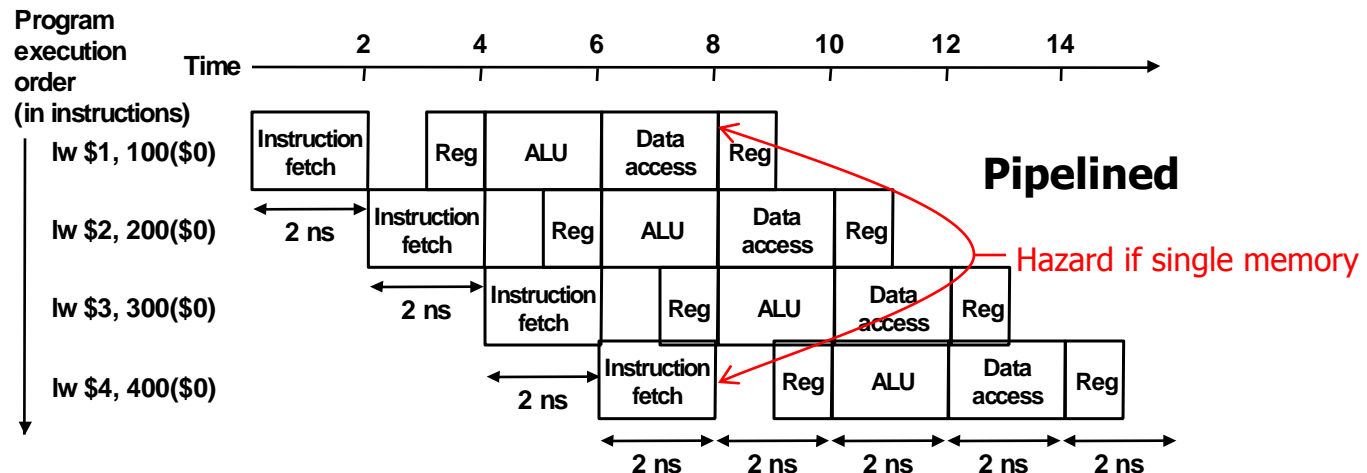 Program
execution
order
(in instructions)
Time
2 4 6 8 10 12 14
lw $1, 100($0)
Instruction
fetch
Reg
ALU
Data
access
Reg
Pipelined
2 ns
lw $2, 200($0)
Instruction
fetch
Reg
ALU
Data
access
Reg
Hazard if single memory
2 ns
lw $3, 300($0)
Instruction
fetch
Reg
ALU
Data
access
Reg
2 ns
lw $4, 400($0)
Instruction
fetch
Reg
ALU
Data
access
Reg
2 ns 2 ns 2 ns 2 ns 2 ns